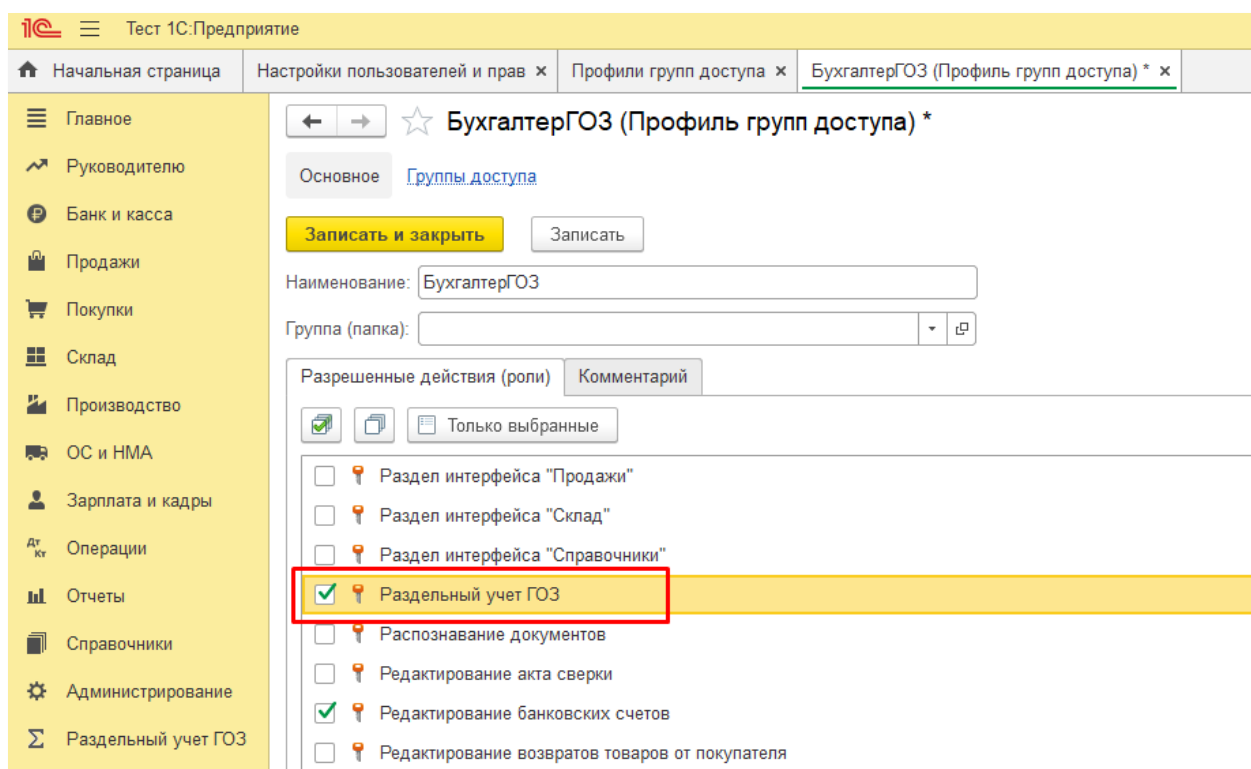 1С Тест 1С:Предприятие
Начальная страница Настройки пользователей и прав × Профили групп доступа × БухгалтерГОЗ (Профиль групп доступа) * ×
Главное
Руководителю
Банк и касса
Продажи
Покупки
Склад
Производство
ОС и НМА
Зарплата и кадры
Дт Кт Операции
Отчеты
Справочники
Администрирование
Раздельный учет ГОЗ
БухгалтерГОЗ (Профиль групп доступа) *
Основное Группы доступа
Записать и закрыть Записать
Наименование: БухгалтерГОЗ
Группа (папка):
Разрешенные действия (роли) Комментарий
Только выбранные
Раздел интерфейса "Продажи"
Раздел интерфейса "Склад"
Раздел интерфейса "Справочники"
Раздельный учет ГОЗ
Распознавание документов
Редактирование акта сверки
Редактирование банковских счетов
Редактирование возвратов товаров от покупателя